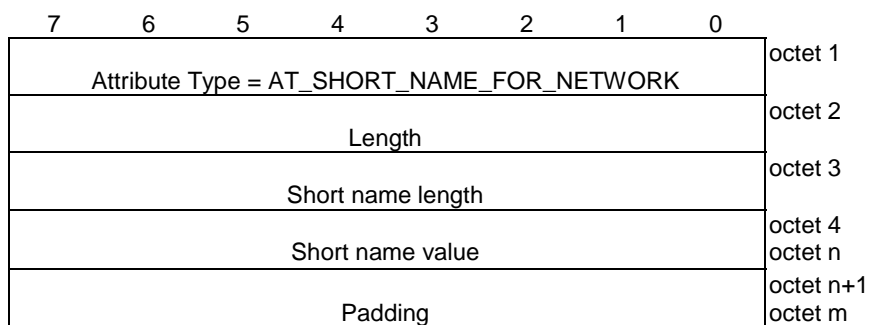 7 6 5 4 3 2 1 0
octet 1
Attribute Type = AT_SHORT_NAME_FOR_NETWORK
octet 2
Length
octet 3
Short name length
octet 4
Short name value octet n
octet n+1
Padding octet m